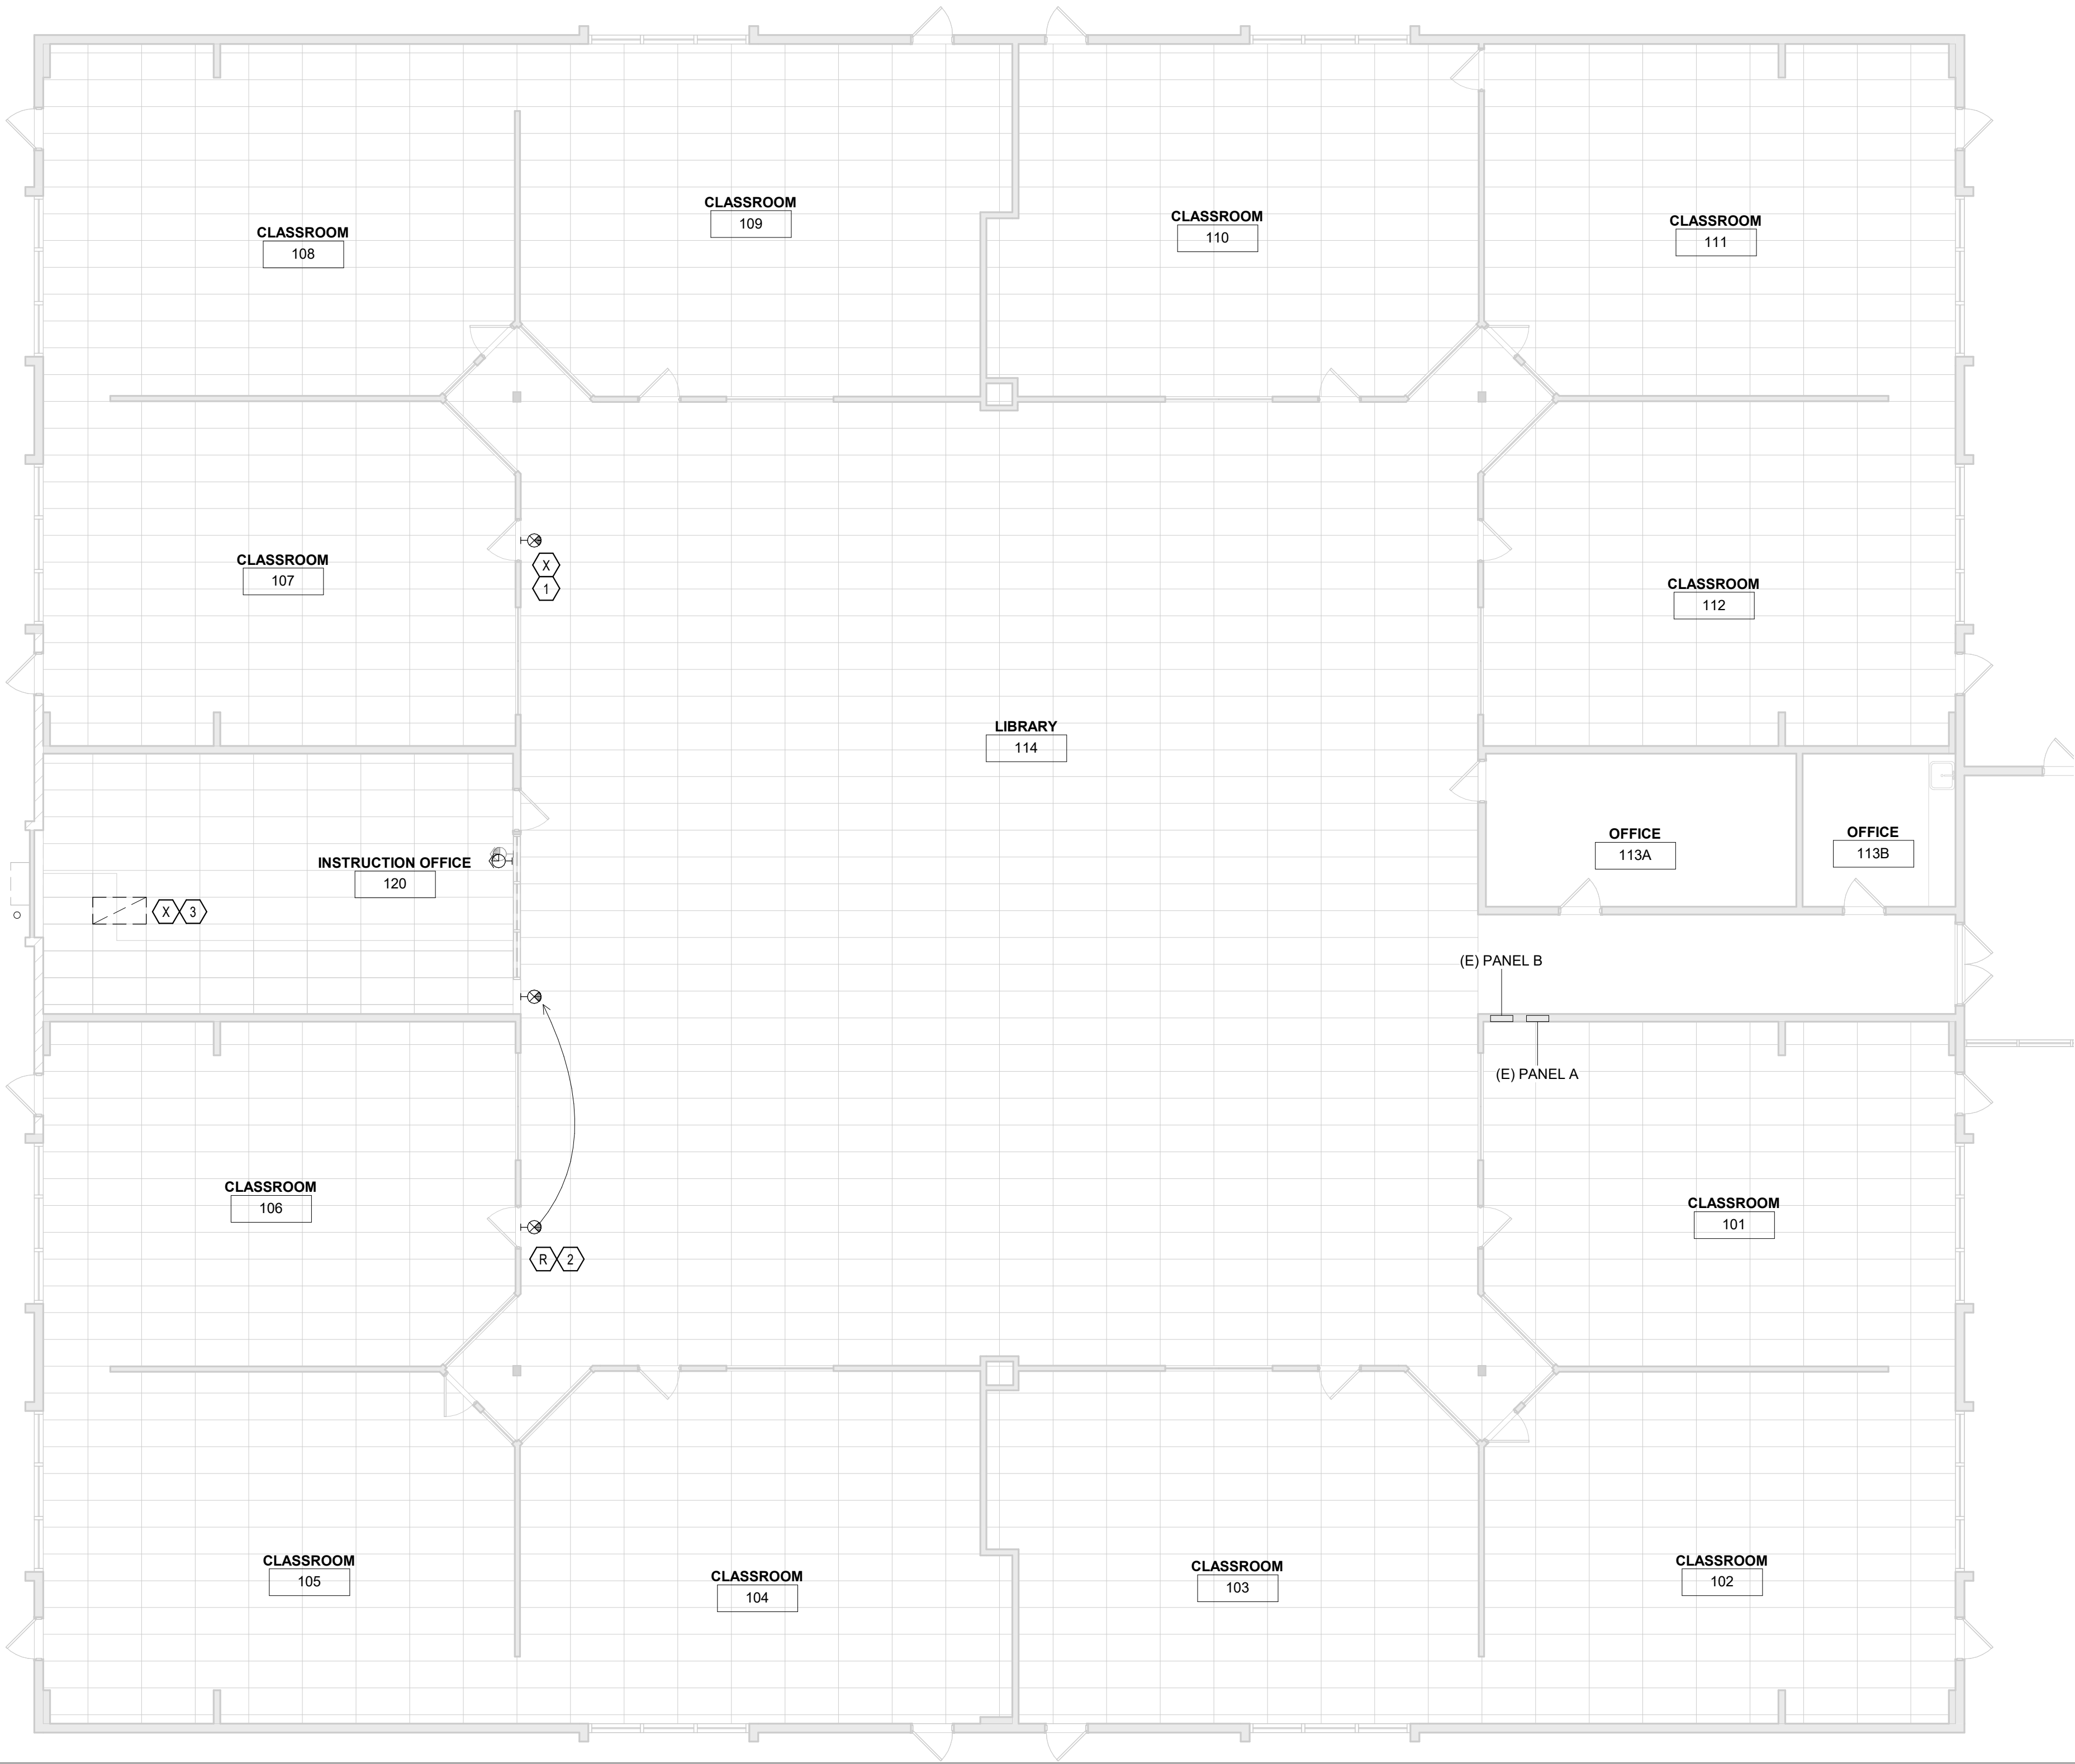 CLASSROOM
109
CLASSROOM
110
CLASSROOM
111
CLASSROOM
108
CLASSROOM
107
X
1
CLASSROOM
112
LIBRARY
114
OFFICE
113A
OFFICE
113B
INSTRUCTION OFFICE
120
X 3
(E) PANEL B
(E) PANEL A
CLASSROOM
106
CLASSROOM
101
R 2
CLASSROOM
105
CLASSROOM
104
CLASSROOM
103
CLASSROOM
102